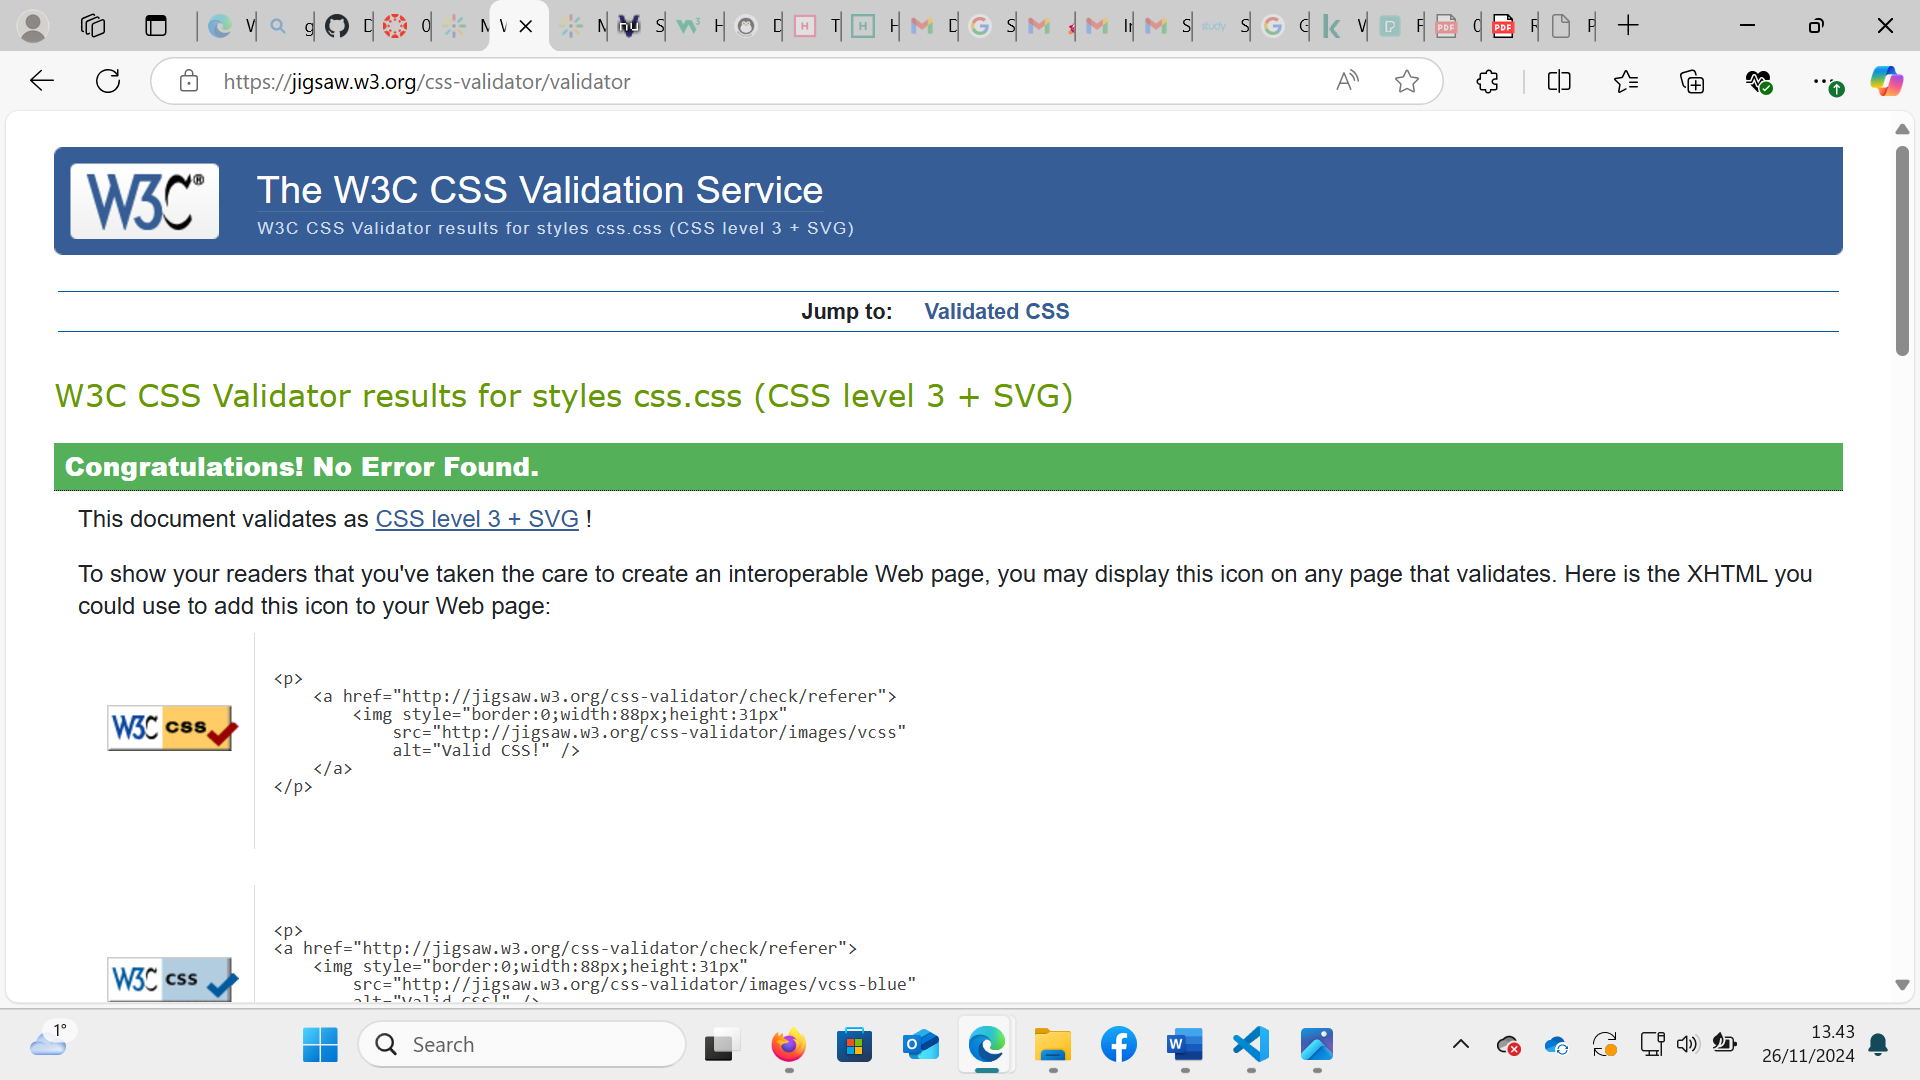 V
g
D
0
M
V
M
S
H
D
T
H
D
S
Ir
S
study
S
G
V
F
0
F
P
https://jigsaw.w3.org/css-validator/validator
W3C®
The W3C CSS Validation Service
W3C CSS Validator results for styles css.css (CSS level 3 + SVG)
Jump to: Validated CSS
W3C CSS Validator results for styles css.css (CSS level 3 + SVG)
Congratulations! No Error Found.
This document validates as CSS level 3 + SVG !
To show your readers that you've taken the care to create an interoperable Web page, you may display this icon on any page that validates. Here is the XHTML you
could use to add this icon to your Web page:
W3C css
<p>
<a href="http://jigsaw.w3.org/css-validator/check/referer">
<img style="border:0;width:88px;height:31px"
src="http://jigsaw.w3.org/css-validator/images/vcss"
alt="Valid CSS!" />
</a>
</p>
W3C css
<p>
<a href="http://jigsaw.w3.org/css-validator/check/referer">
<img style="border:0;width:88px;height:31px"
src="http://jigsaw.w3.org/css-validator/images/vcss-blue"
alt="Valid CSS!" />
1°
Search
13.43
26/11/2024